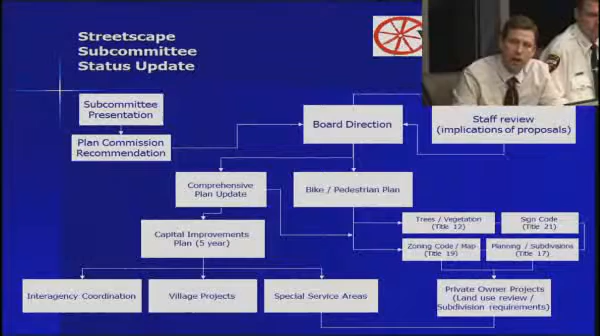 Streetscape
Subcommittee
Status Update
Subcommittee
Presentation
Plan Commission
Recommendation
Board Direction
Staff review
(implications of proposals)
Comprehensive
Plan Update
Bike / Pedestrian Plan
Capital Improvements
Plan (5 year)
Trees / Vegetation
(Title 12)
Sign Code
(Title 21)
Zoning Code / Map
(Title 19)
Planning / Subdivisions
(Title 17)
Interagency Coordination
Village Projects
Special Service Areas
Private Owner Projects
(Land use review /
Subdivision requirements)